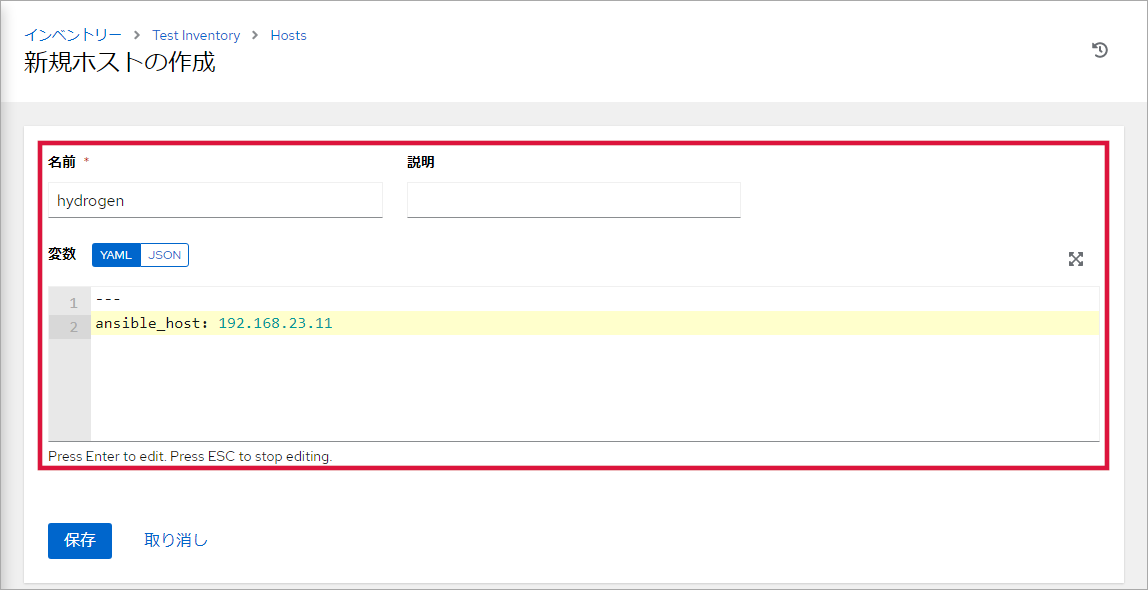 インベントリー > Test Inventory > Hosts
新規ホストの作成
名前 * 説明
hydrogen
変数 YAML JSON
1 ---
2 ansible_host: 192.168.23.11
Press Enter to edit. Press ESC to stop editing.
保存 取り消し